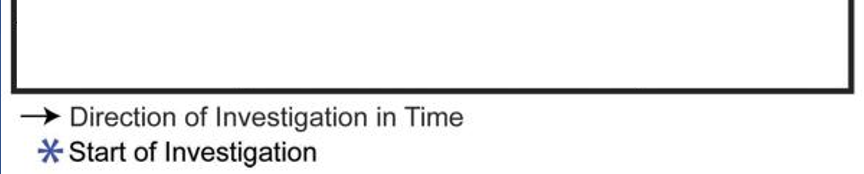 → Direction of Investigation in Time
* Start of Investigation